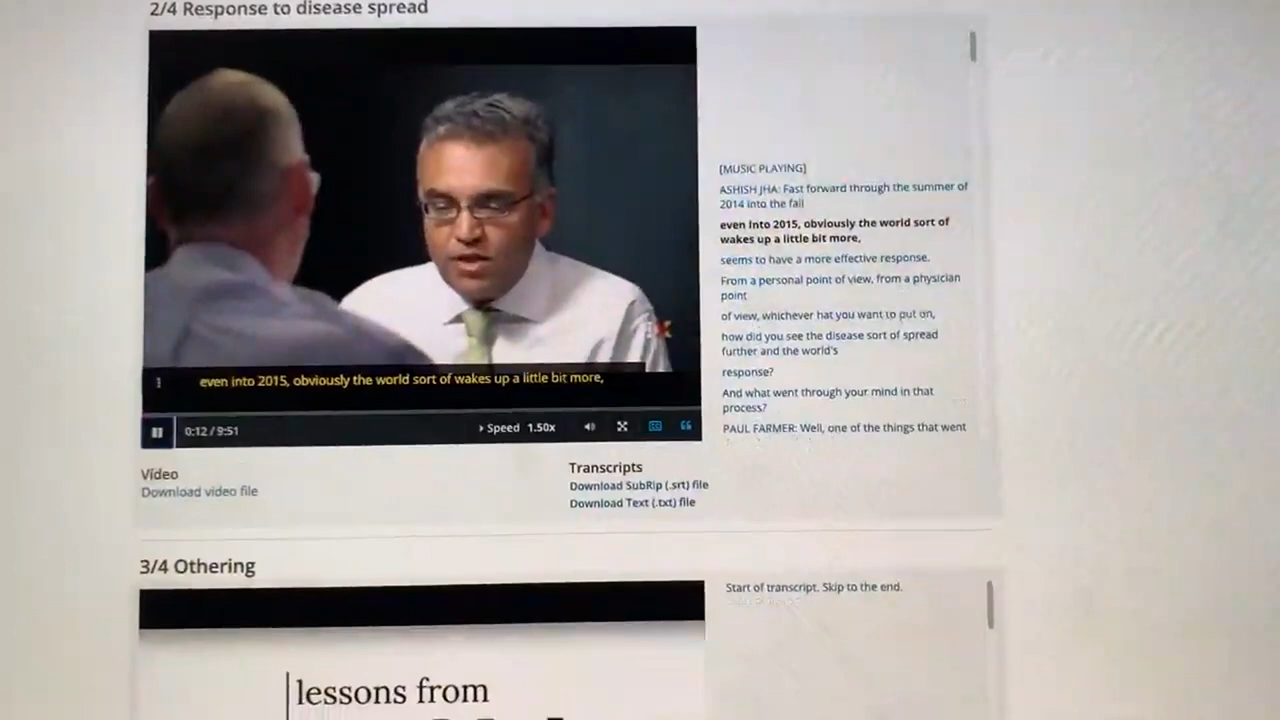 2/4 Response to disease spread
[MUSIC PLAYING]
ASHISH JHA: Fast forward through the summer of
2014 into the fall
even into 2015, obviously the world sort of
wakes up a little bit more,
seems to have a more effective response.
From a personal point of view, from a physician
point
of view, whichever hat you want to put on,
how did you see the disease sort of spread
further and the world's
response?
And what went through your mind in that
process?
PAUL FARMER: Well, one of the things that went
even into 2015, obviously the world sort of wakes up a little bit more,
0:12 / 9:51
Speed 1.50x
Video
Download video file
Transcripts
Download SubRip (.srt) file
Download Text (.txt) file
3/4 Othering
Start of transcript. Skip to the end.
lessons from